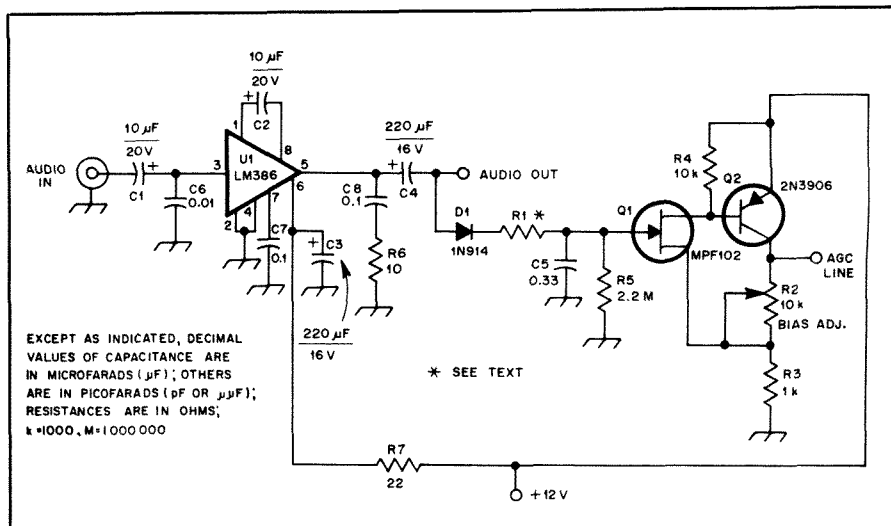 10 µF
20 V
C2
10 µF
20 V
AUDIO
IN
+
C1
C6
0.01
3
1
+
8
U1
LM386
5
6
7
4
2
C7
0.1
+
C3
220 µF
16 V
C8
0.1
R6
10
220 µF
16 V
+
C4
AUDIO OUT
D1
1N914
R1 *
C5
0.33
R5
2.2 M
Q1
MPF102
R4
10k
Q2
2N3906
AGC
LINE
R2
10k
BIAS ADJ.
R3
1 k
EXCEPT AS INDICATED, DECIMAL
VALUES OF CAPACITANCE ARE
IN MICROFARADS (µF); OTHERS
ARE IN PICOFARADS (pF OR µµF);
RESISTANCES ARE IN OHMS;
k=1000, M=1000 000
* SEE TEXT
R7
22
+12 V